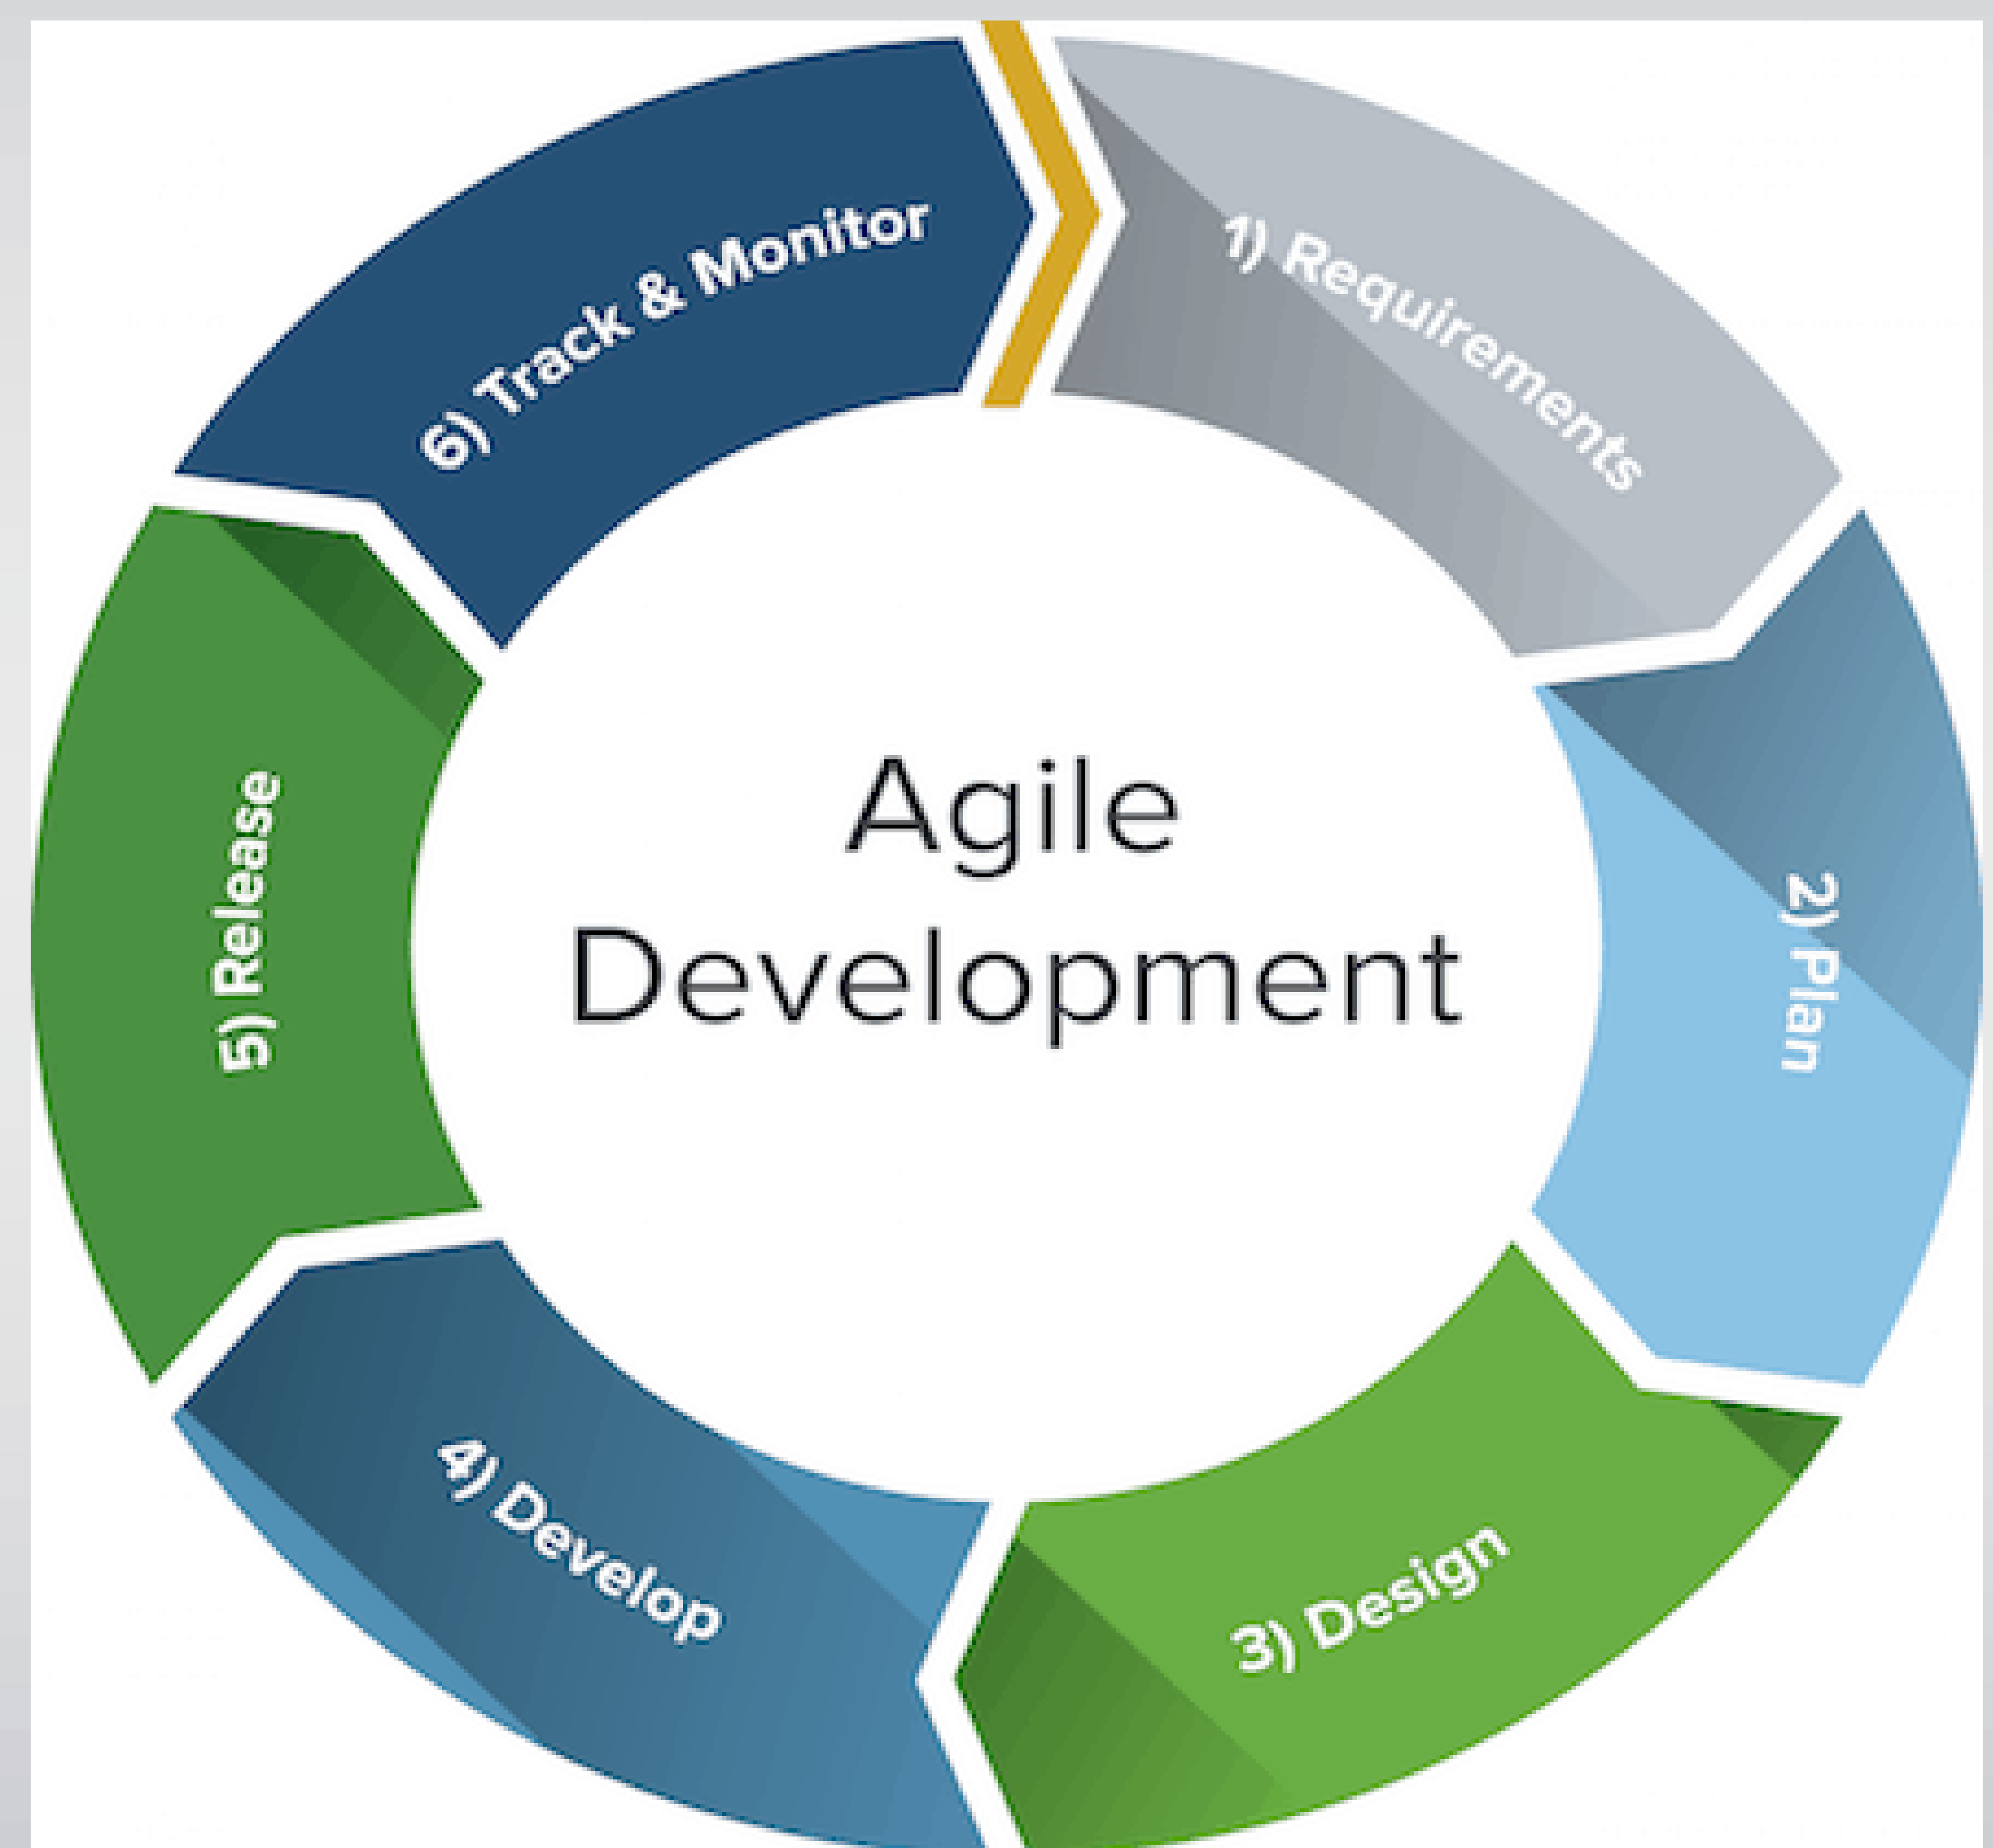 Agile
Development
1) Requirements
2) Plan
3) Design
4) Develop
5) Release
6) Track & Monitor